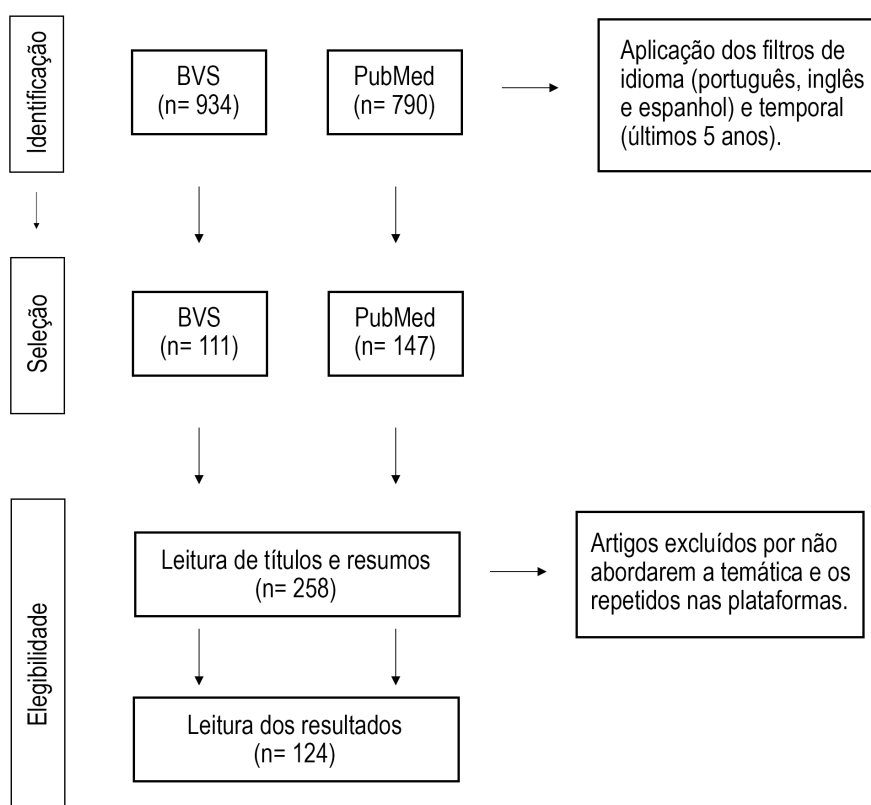 Identificação
BVS
(n= 934)
PubMed
(n= 790)
Aplicação dos filtros de
idioma (português, inglês
e espanhol) e temporal
(últimos 5 anos).
Seleção
BVS
(n= 111)
PubMed
(n= 147)
Elegibilidade
Leitura de títulos e resumos
(n= 258)
Artigos excluídos por não
abordarem a temática e os
repetidos nas plataformas.
Leitura dos resultados
(n= 124)